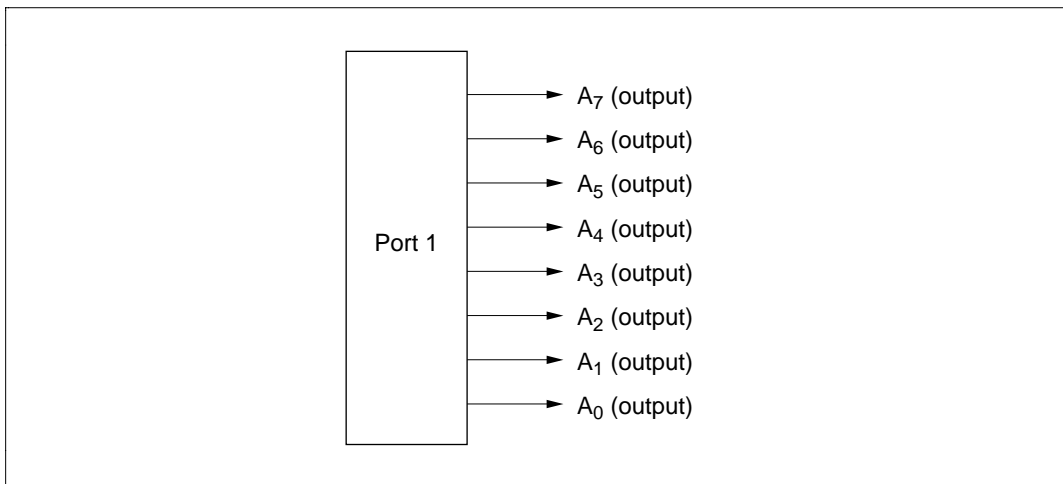 A7 (output)
A6 (output)
A5 (output)
A4 (output)
Port 1
A3 (output)
A2 (output)
A1 (output)
A0 (output)